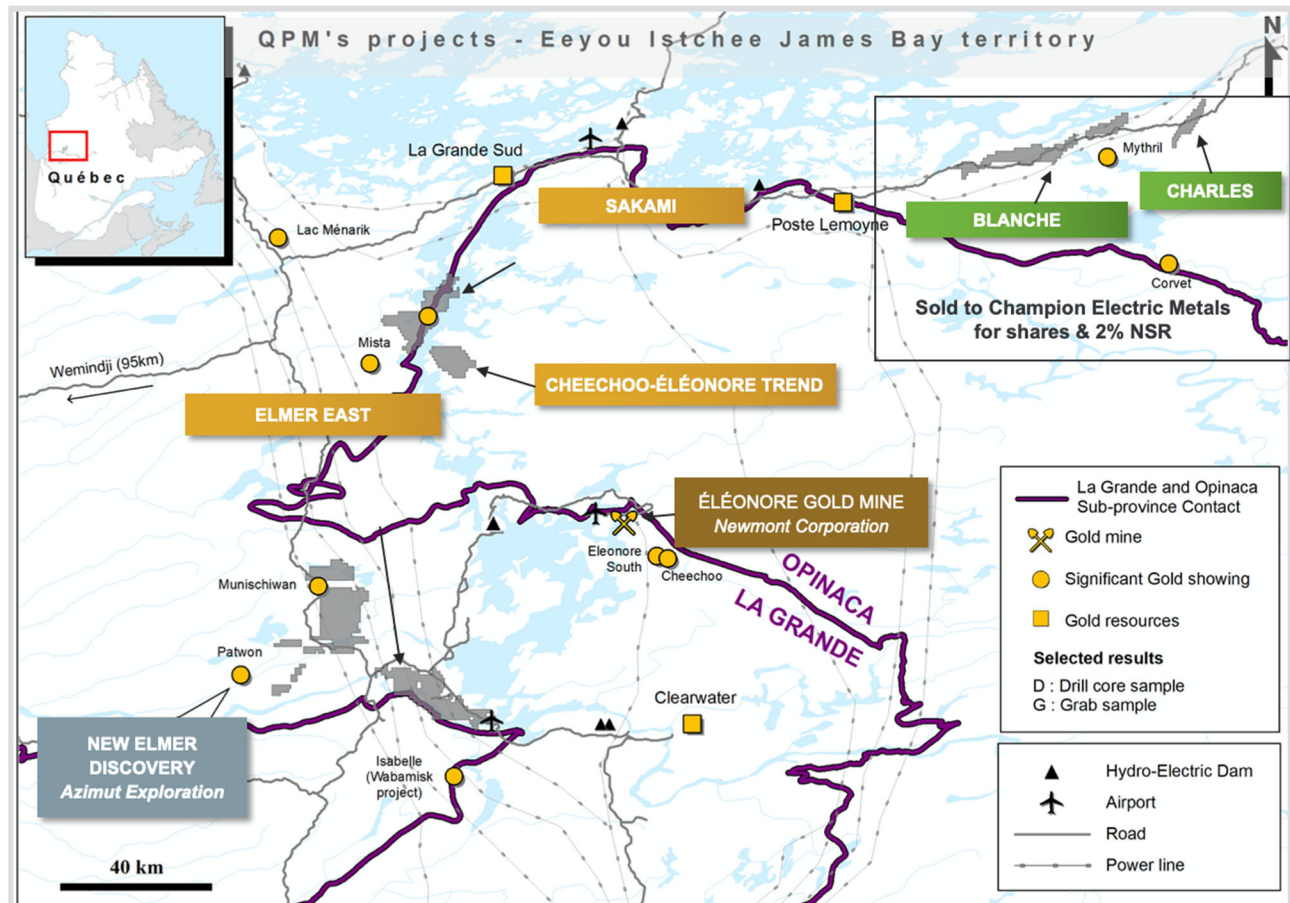 QPM's projects - Eeyou Istchee James Bay territory
N
Québec
La Grande Sud
Lac Ménarik
SAKAMI
Poste Lemoyne
Mythril
CHARLES
BLANCHE
Corvet
Sold to Champion Electric Metals
for shares & 2% NSR
Mista
Wemindji (95km)
CHEECHOO-ÉLÉONORE TREND
ELMER EAST
ÉLÉONORE GOLD MINE
Newmont Corporation
Eleonore
South
Cheechoo
OPINACA
LA GRANDE
Munischiwan
Patwon
Clearwater
NEW ELMER
DISCOVERY
Azimut Exploration
Isabelle
(Wabamisk
project)
40 km
La Grande and Opinaca
Sub-province Contact
Gold mine
Significant Gold showing
Gold resources
Selected results
D : Drill core sample
G : Grab sample
Hydro-Electric Dam
Airport
Road
Power line